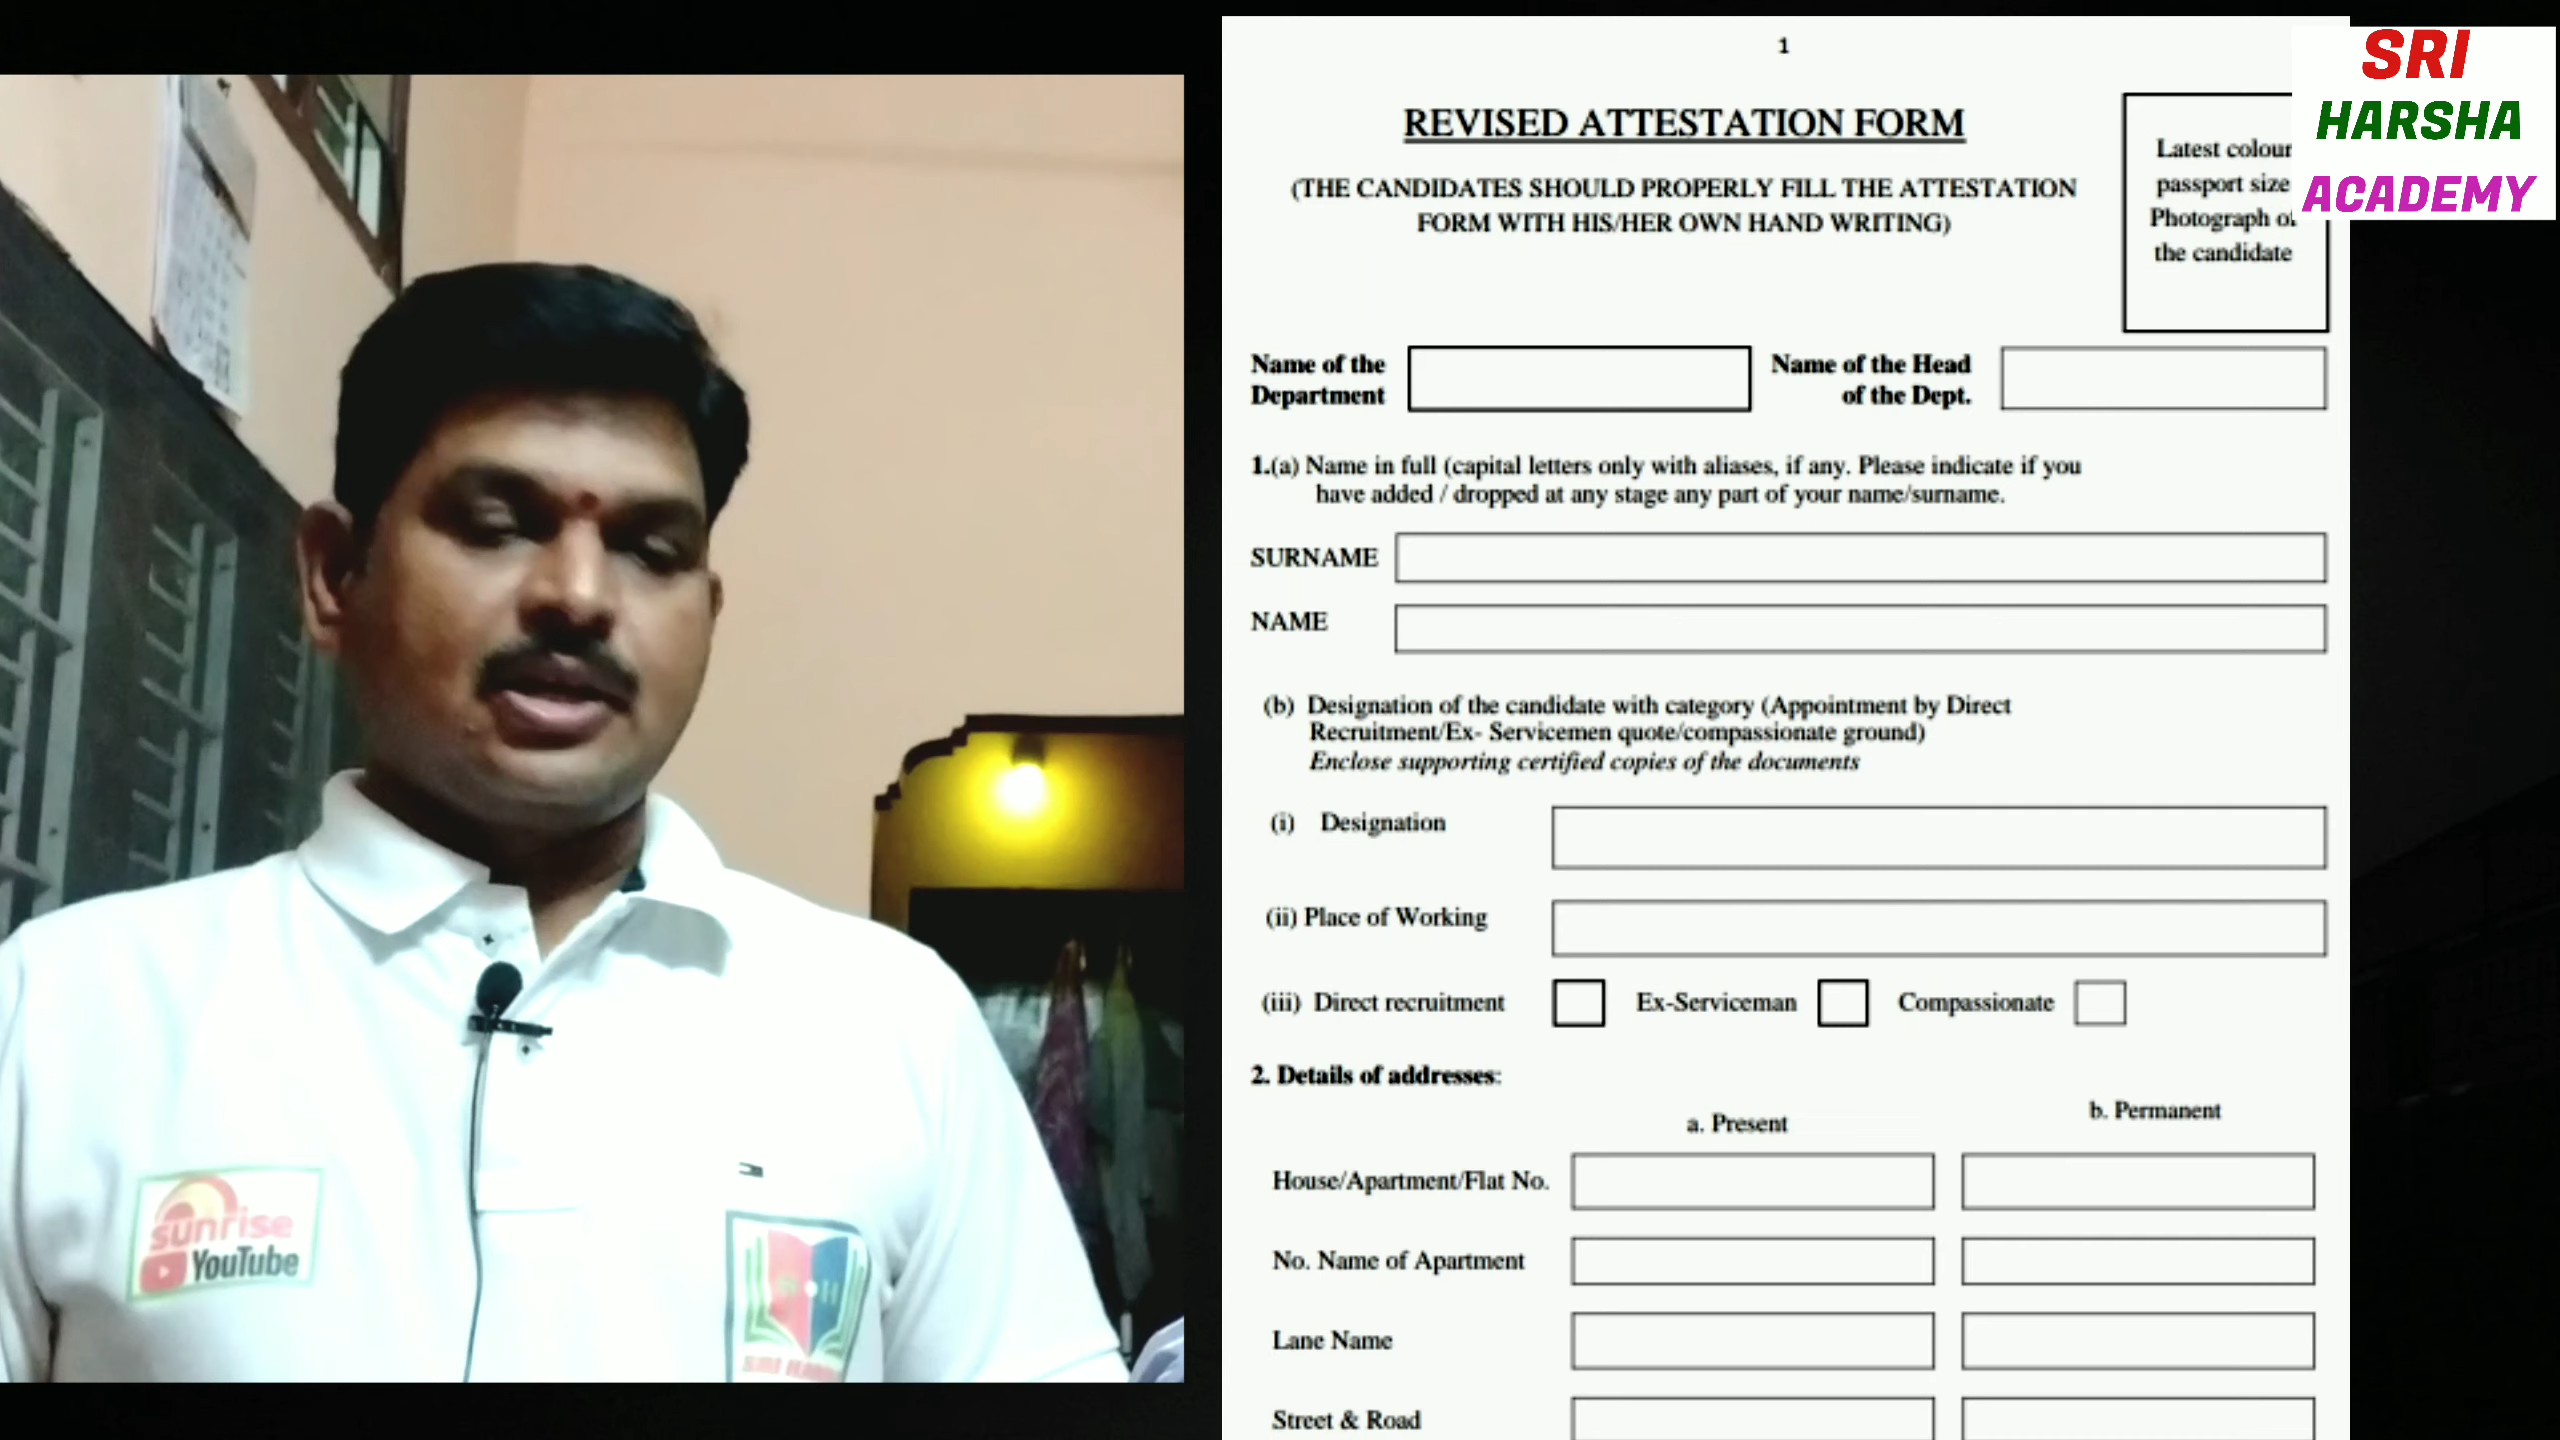 1
REVISED ATTESTATION FORM
(THE CANDIDATES SHOULD PROPERLY FILL THE ATTESTATION
FORM WITH HIS/HER OWN HAND WRITING)
Latest colour
passport size
Photograph of
the candidate
SRI
HARSHA
ACADEMY
Name of the
Department
Name of the Head
of the Dept.
1.(a) Name in full (capital letters only with aliases, if any. Please indicate if you
have added / dropped at any stage any part of your name/surname.
SURNAME
NAME
(b) Designation of the candidate with category (Appointment by Direct
Recruitment/Ex- Servicemen quote/compassionate ground)
Enclose supporting certified copies of the documents
(i) Designation
(ii) Place of Working
(iii) Direct recruitment Ex-Serviceman Compassionate
2. Details of addresses:
a. Present
b. Permanent
House/Apartment/Flat No.
No. Name of Apartment
Lane Name
Street & Road
sunrise
YouTube